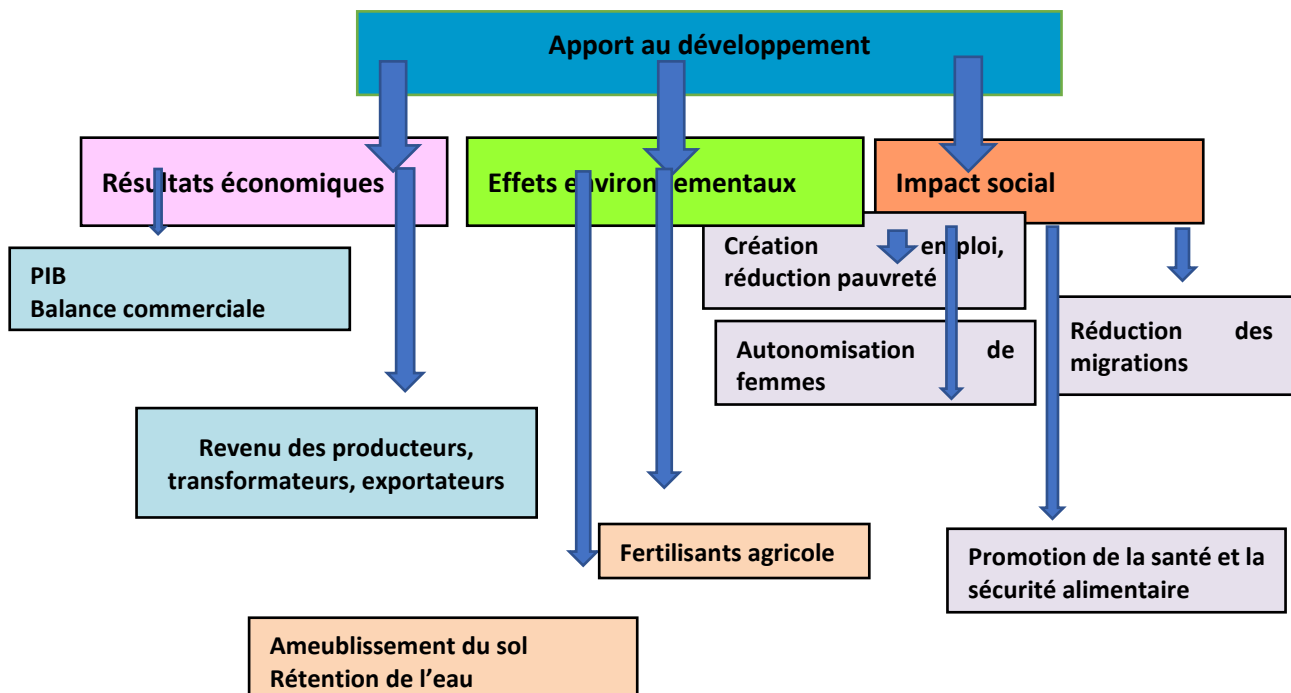 Apport au développement
Résultats économiques
Effets environnementaux
Impact social
PIB
Balance commerciale
Création emploi,
réduction pauvreté
Autonomisation de
femmes
Réduction des
migrations
Revenu des producteurs,
transformateurs, exportateurs
Fertilisants agricole
Promotion de la santé et la
sécurité alimentaire
Ameublissement du sol
Rétention de l’eau